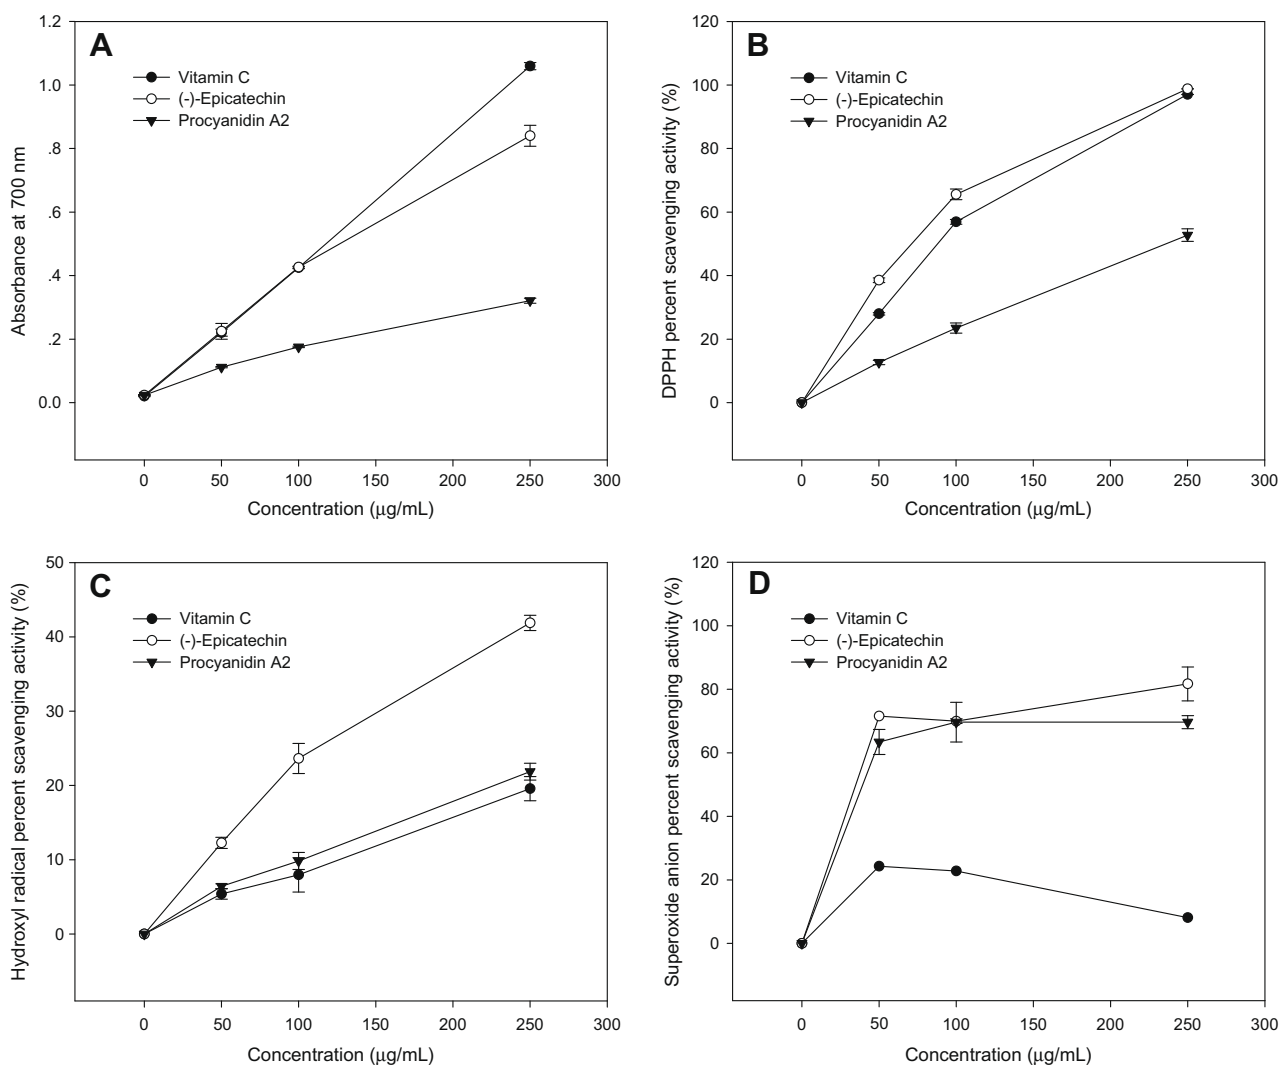 A
Vitamin C
(-)-Epicatechin
Procyanidin A2
Absorbance at 700 nm
1.2
1.0
.8
.6
.4
.2
0.0
0 50 100 150 200 250 300
Concentration (μg/mL)
B
Vitamin C
(-)-Epicatechin
Procyanidin A2
DPPH percent scavenging activity (%)
120
100
80
60
40
20
0
0 50 100 150 200 250 300
Concentration (μg/mL)
C
Vitamin C
(-)-Epicatechin
Procyanidin A2
Hydroxyl radical percent scavenging activity (%)
50
40
30
20
10
0
0 50 100 150 200 250 300
Concentration (μg/mL)
D
Vitamin C
(-)-Epicatechin
Procyanidin A2
Superoxide anion percent scavenging activity (%)
120
100
80
60
40
20
0
0 50 100 150 200 250 300
Concentration (μg/mL)